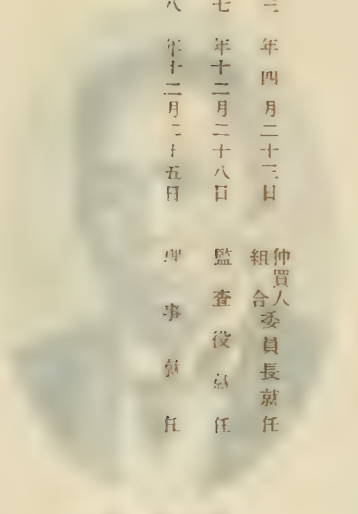 三年四月二十三日 仲買人組合委員長就任
七年十二月二十八日 監査役就任
八年十二月二十五日 理事就任